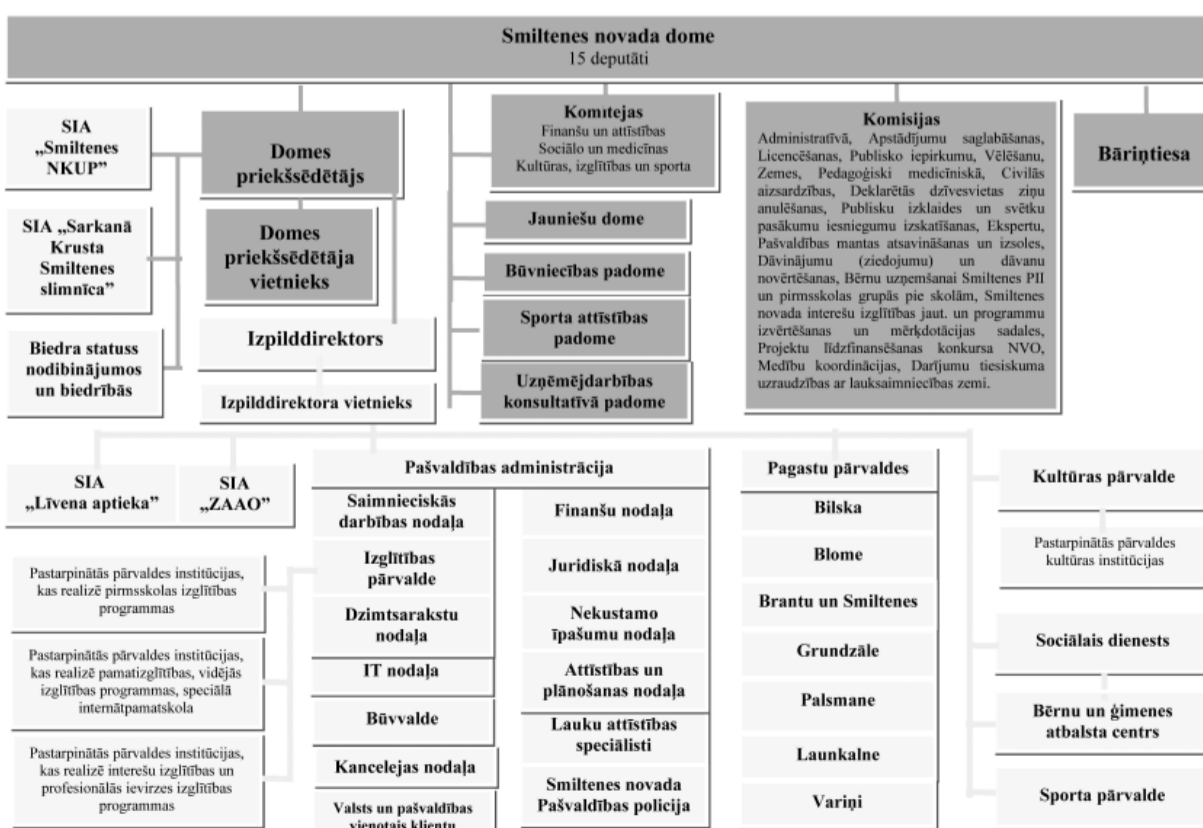 Smiltenes novada dome
15 deputāti
SIA
„Smiltenes
NKUP”
SIA „Sarkanā
Krusta
Smiltenes
slimnīca”
Biedra statuss
nodibinājumos
un biedrībās
Domes
priekšsēdētājs
Domes
priekšsēdētāja
vietnieks
Izpilddirektors
Izpilddirektora vietnieks
Komitejas
Finanšu un attīstības
Sociālo un medicīnas
Kultūras, izglītības un sporta
Jauniešu dome
Būvniecības padome
Sporta attīstības
padome
Uzņēmējdarbības
konsultatīvā padome
Komisijas
Administratīvā, Apstādījumu saglabāšanas,
Licencēšanas, Publisko iepirkumu, Vēlēšanu,
Zemes, Pedagoģiski medicīniskā, Civilās
aizsardzības, Deklarētās dzīvesvietas ziņu
anulēšanas, Publisku izklaides un svētku
pasākumu iesniegumu izskatīšanas, Ekspertu,
Pašvaldības mantas atsavināšanas un izsoles,
Dāvinājumu (ziedojumu) un dāvanu
novērtēšanas, Bērnu uzņemšanai Smiltenes PII
un pirmsskolas grupās pie skolām, Smiltenes
novada interešu izglītības jaut. un programmu
izvērtēšanas un mērķdotācijas sadales,
Projektu līdzfinansēšanas konkursa NVO,
Medību koordinācijas, Darījumu tiesiskuma
uzraudzības ar lauksaimniecības zemi.
Bāriņtiesa
SIA
„Līvena aptieka”
SIA
„ZAAO”
Pastarpinātās pārvaldes institūcijas,
kas realizē pirmsskolas izglītības
programmas
Pastarpinātās pārvaldes institūcijas,
kas realizē pamatizglītības, vidējās
izglītības programmas, speciālā
internātpamatskola
Pastarpinātās pārvaldes institūcijas,
kas realizē interešu izglītības un
profesionālās ievirzes izglītības
programmas
Pašvaldības administrācija
Saimnieciskās
darbības nodaļa
Izglītības
pārvalde
Dzimtsarakstu
nodaļa
IT nodaļa
Būvvalde
Kancelejas nodaļa
Valsts un pašvaldības
vienotais klientu
Finanšu nodaļa
Juridiskā nodaļa
Nekustamo
īpašumu nodaļa
Attīstības un
plānošanas nodaļa
Lauku attīstības
speciālisti
Smiltenes novada
Pašvaldības policija
Pagastu pārvaldes
Bilska
Blome
Brantu un Smiltenes
Grundzāle
Palsmane
Launkalne
Variņi
Kultūras pārvalde
Pastarpinātās pārvaldes
kultūras institūcijas
Sociālais dienests
Bērnu un ģimenes
atbalsta centrs
Sporta pārvalde